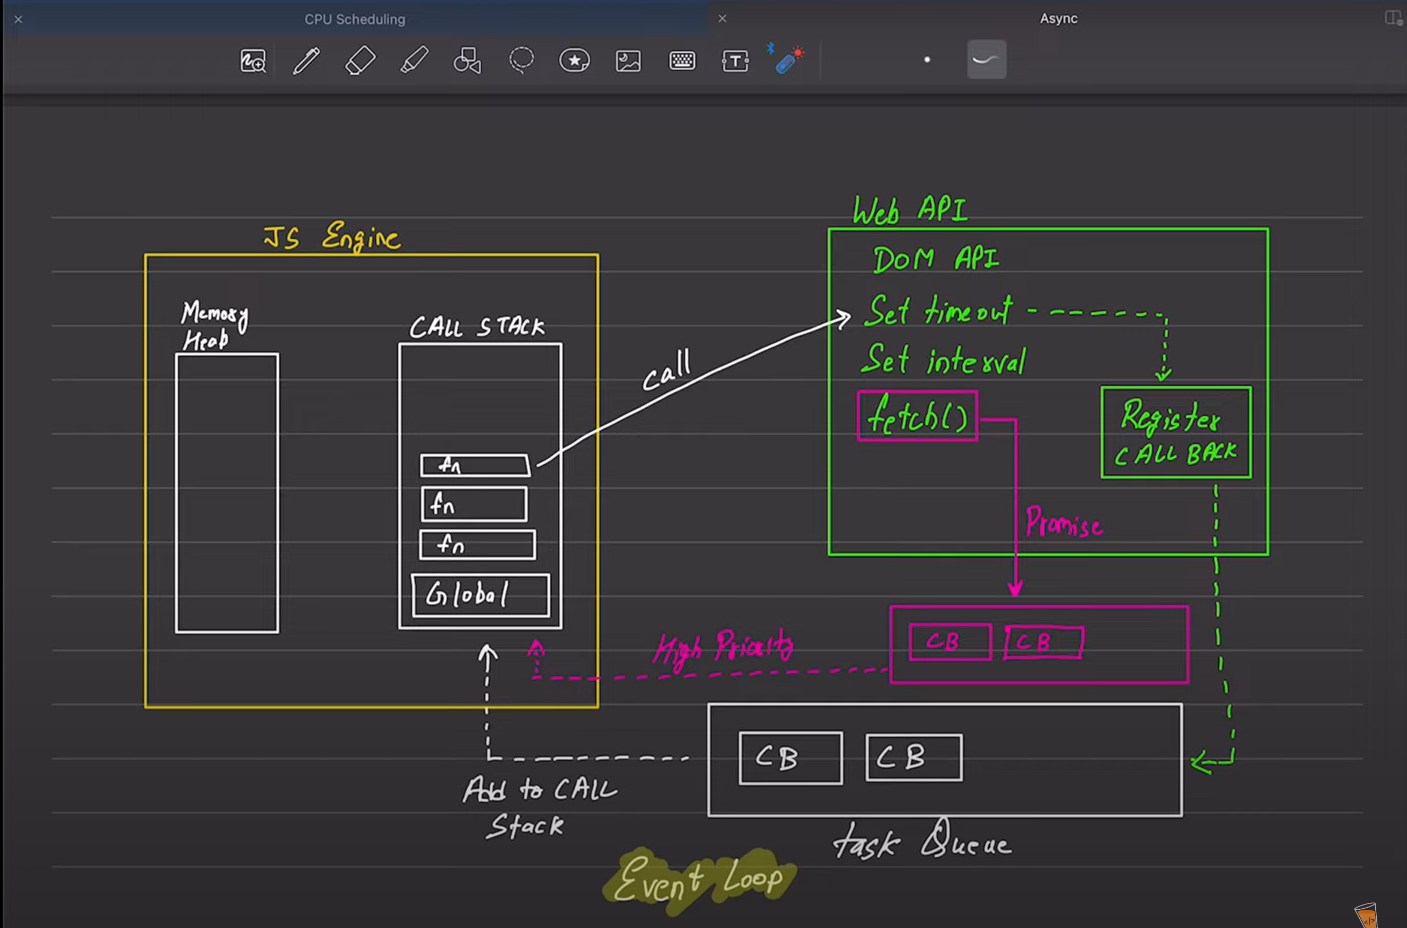 CPU Scheduling
Async
T
Web API
JS Engine
DOM API
Memory
Heab
CALL STACK
Set timeout
Set interval
call
fetch()
Register
CALL BACK
fn
fn
fn
Global
Promise
High Priority
CB CB
CB CB
Add to CALL
Stack
task Queue
Event Loop